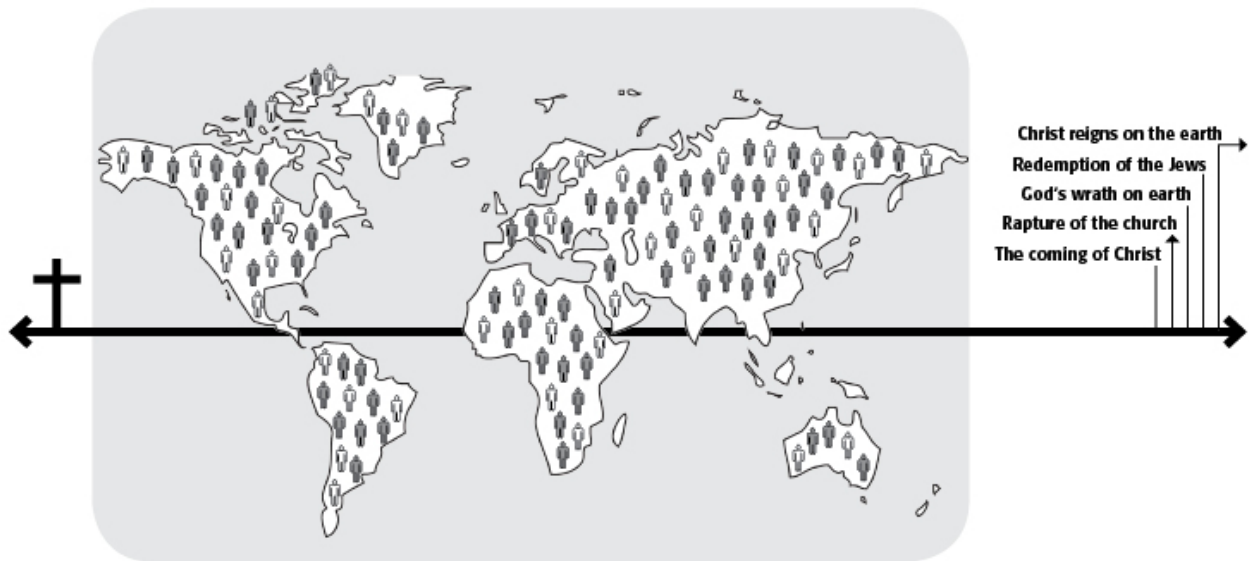 Christ reigns on the earth
Redemption of the Jews
God's wrath on earth
Rapture of the church
The coming of Christ